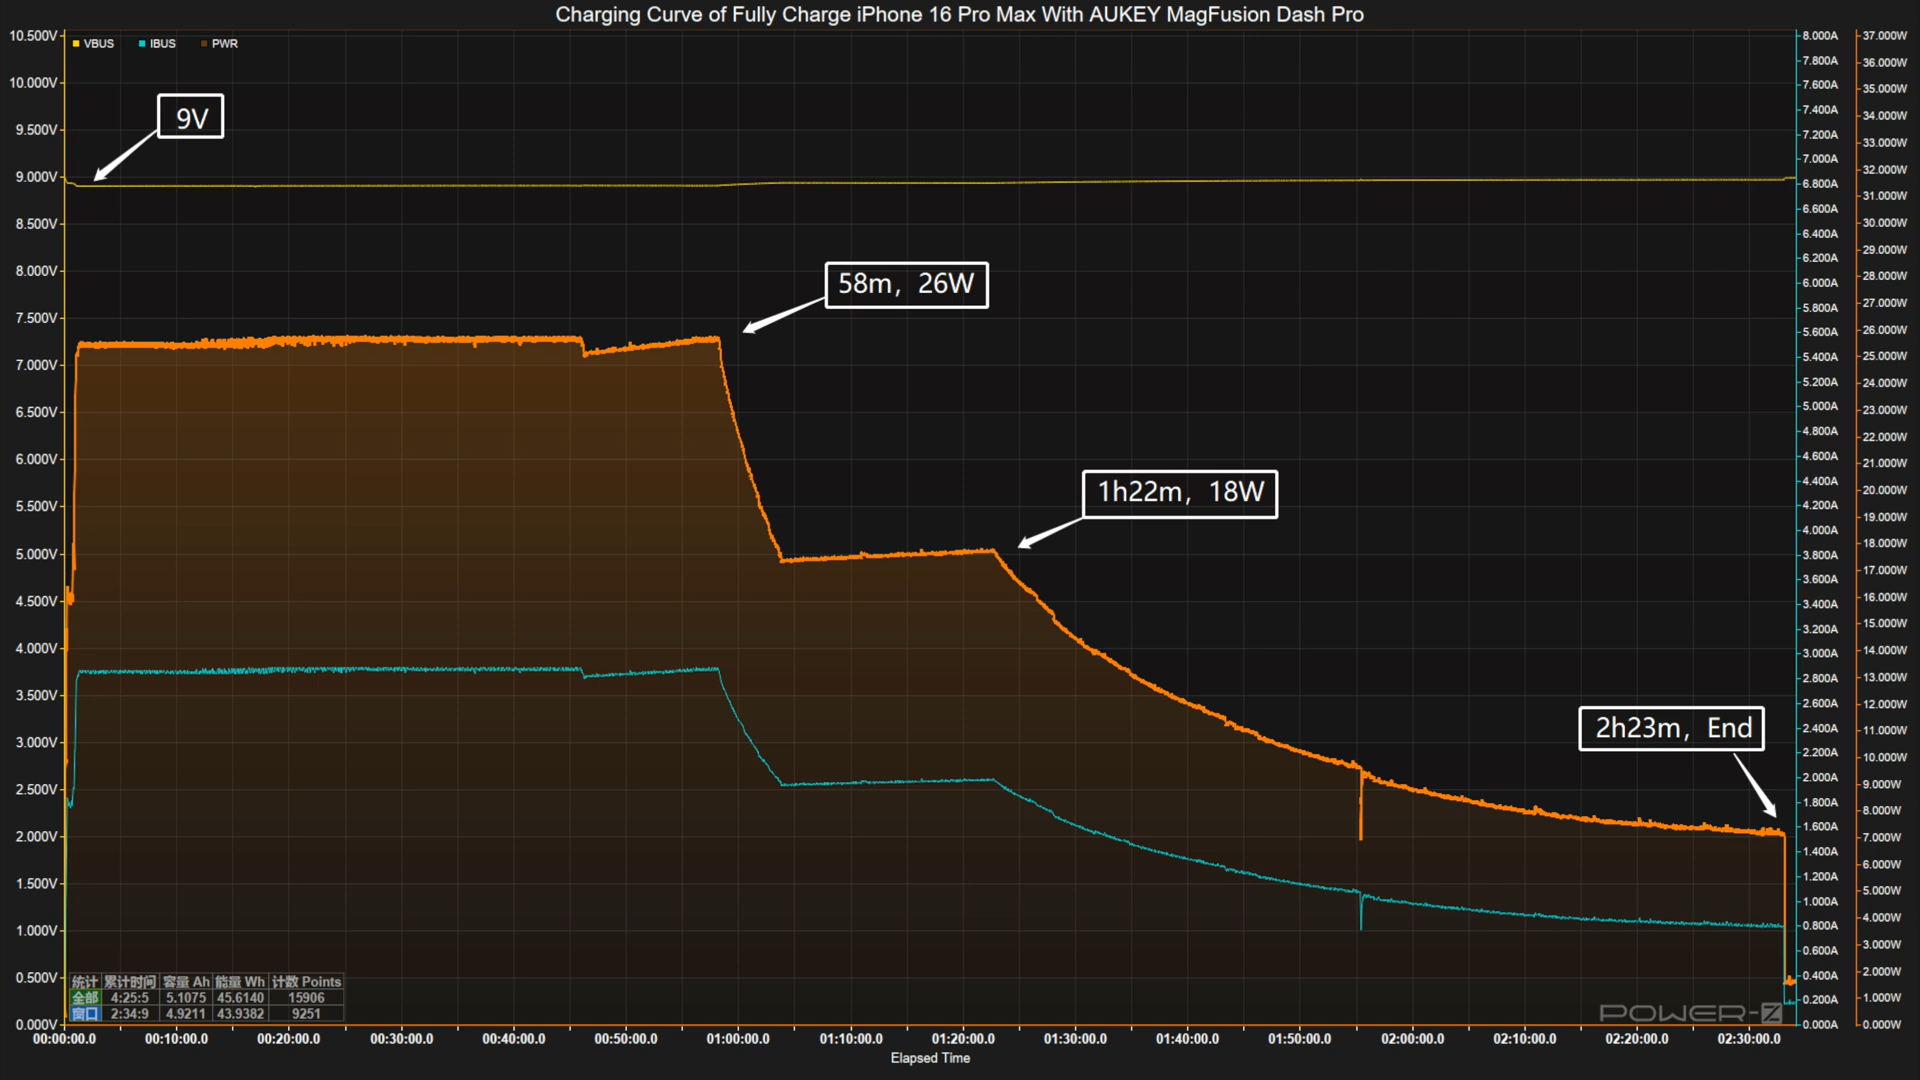 Charging Curve of Fully Charge iPhone 16 Pro Max With AUKEY MagFusion Dash Pro
VBUS IBUS PWR
10.500V
10.000V
9.500V
9.000V
8.500V
8.000V
7.500V
7.000V
6.500V
6.000V
5.500V
5.000V
4.500V
4.000V
3.500V
3.000V
2.500V
2.000V
1.500V
1.000V
0.500V
0.000V
9V
58m, 26W
1h22m, 18W
2h23m, End
8.000A
7.800A
7.600A
7.400A
7.200A
7.000A
6.800A
6.600A
6.400A
6.200A
6.000A
5.800A
5.600A
5.400A
5.200A
5.000A
4.800A
4.600A
4.400A
4.200A
4.000A
3.800A
3.600A
3.400A
3.200A
3.000A
2.800A
2.600A
2.400A
2.200A
2.000A
1.800A
1.600A
1.400A
1.200A
1.000A
0.800A
0.600A
0.400A
0.200A
0.000A
37.000W
36.000W
35.000W
34.000W
33.000W
32.000W
31.000W
30.000W
29.000W
28.000W
27.000W
26.000W
25.000W
24.000W
23.000W
22.000W
21.000W
20.000W
19.000W
18.000W
17.000W
16.000W
15.000W
14.000W
13.000W
12.000W
11.000W
10.000W
9.000W
8.000W
7.000W
6.000W
5.000W
4.000W
3.000W
2.000W
1.000W
0.000W
统计 累计时间 容量 Ah 能量 Wh 计数 Points
全部 4:25:5 5.1075 45.6140 15906
窗口 2:34:9 4.9211 43.9382 9251
POWER-Z
00:00:00.0 00:10:00.0 00:20:00.0 00:30:00.0 00:40:00.0 00:50:00.0 01:00:00.0 01:10:00.0 01:20:00.0 01:30:00.0 01:40:00.0 01:50:00.0 02:00:00.0 02:10:00.0 02:20:00.0 02:30:00.0
Elapsed Time